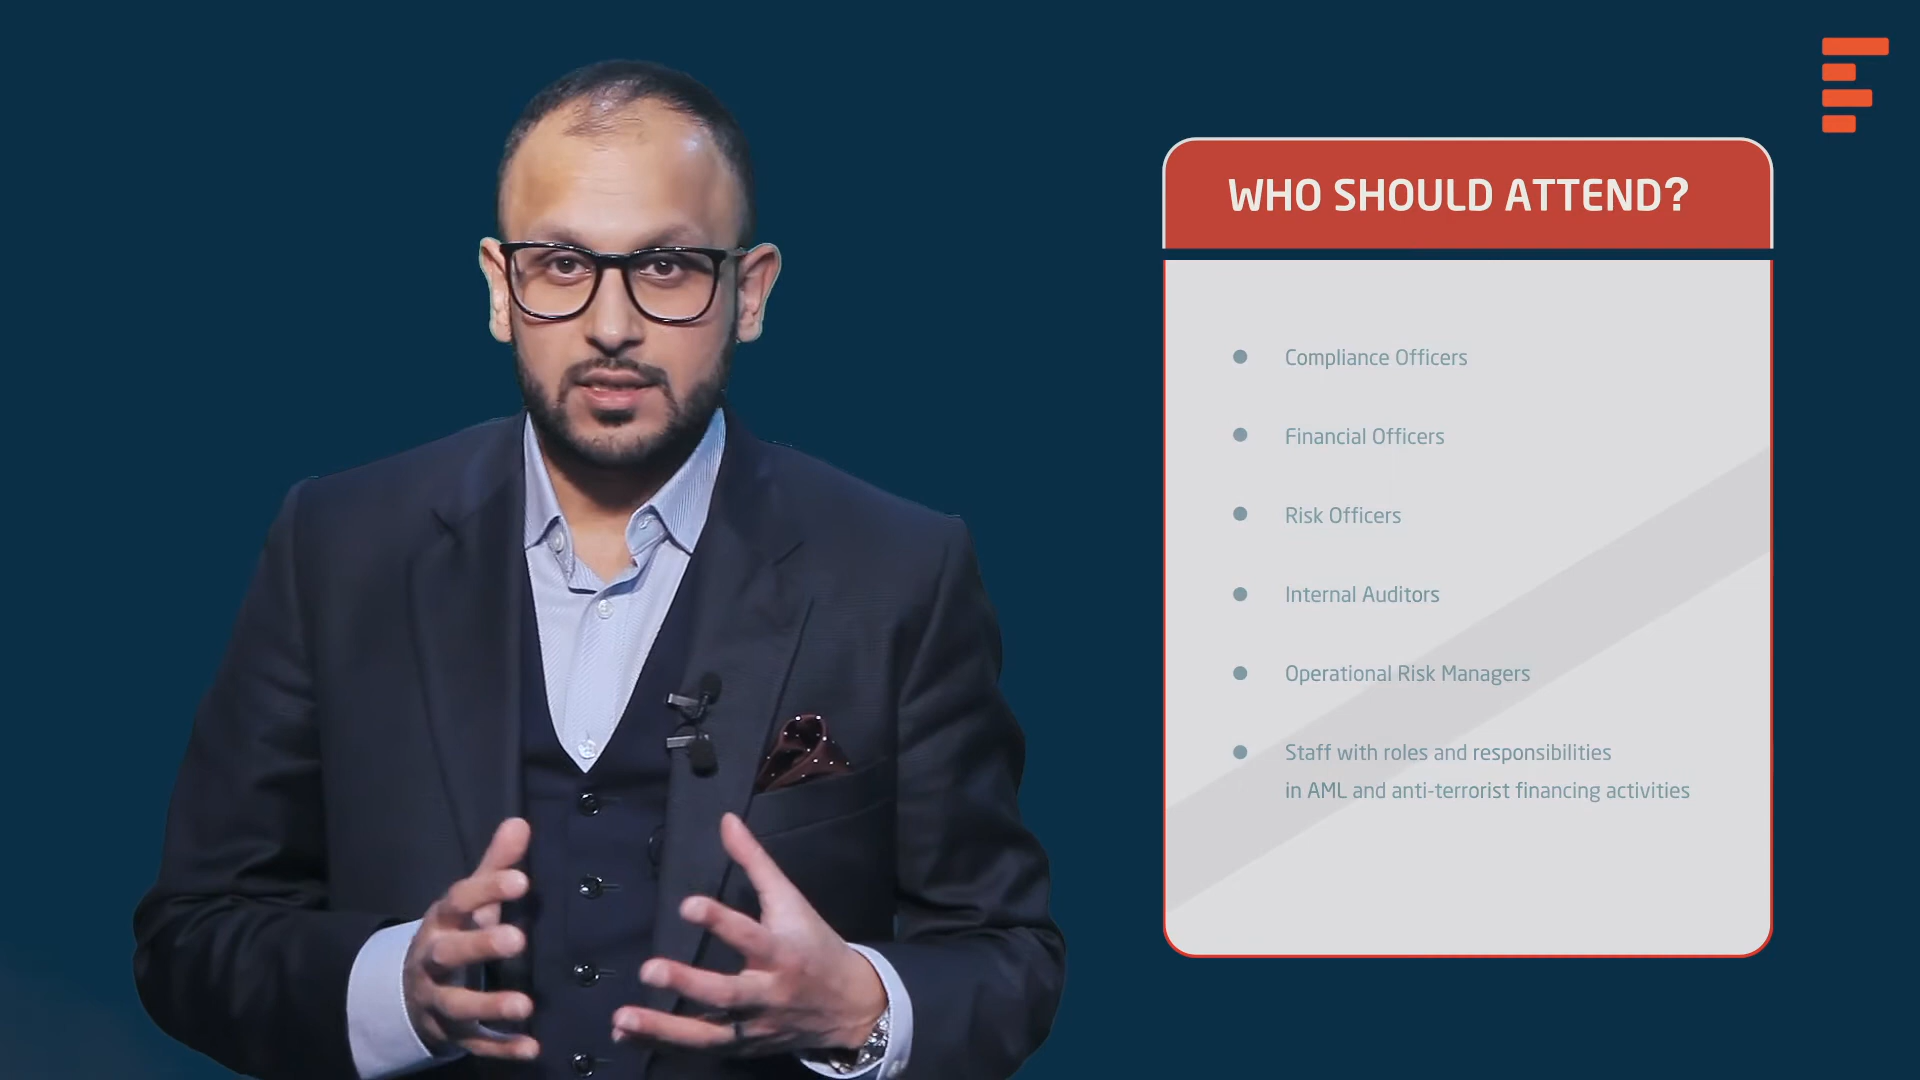 WHO SHOULD ATTEND?
Compliance Officers
Financial Officers
Risk Officers
Internal Auditors
Operational Risk Managers
Staff with roles and responsibilities
in AML and anti-terrorist financing activities